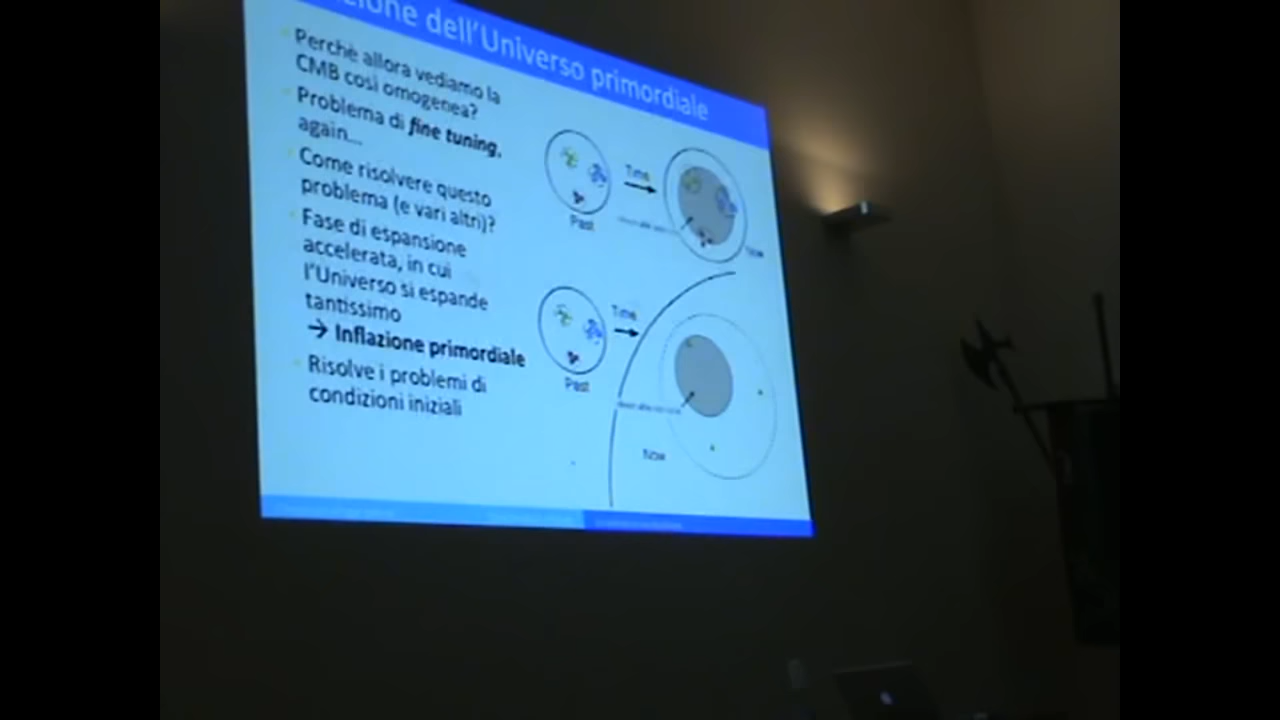 dell'Universo primordiale
Perchè allora vediamo la
CMB così omogenea?
Problema di fine tuning,
again...
Come risolvere questo
problema (e vari altri)?
Fase di espansione
accelerata, in cui
l'Universo si espande
tantissimo
→ Inflazione primordiale
Risolve i problemi di
condizioni iniziali
Time
Past
Now
Time
Past
Now